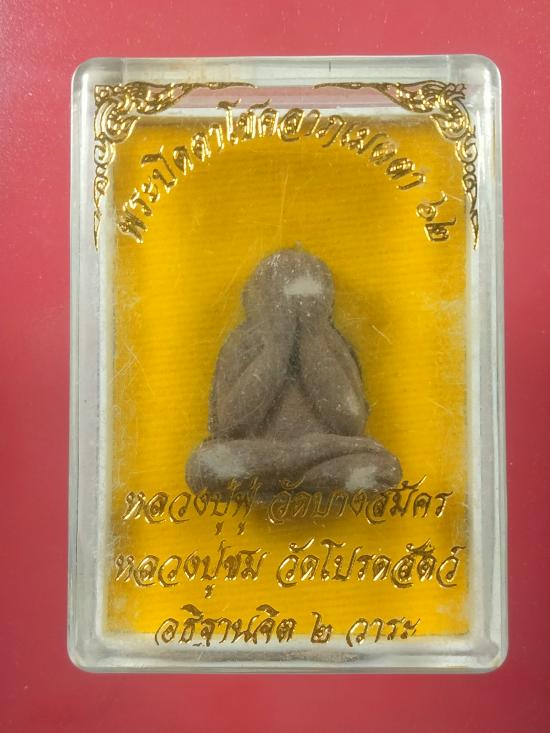 พระปิดตาโชคลาภเมตตา ๖๒
หลวงปู่ฟู วัดบางสมัคร
หลวงปู่ชม วัดโปรดสัตว์
อธิฐานจิต ๒ วาระ